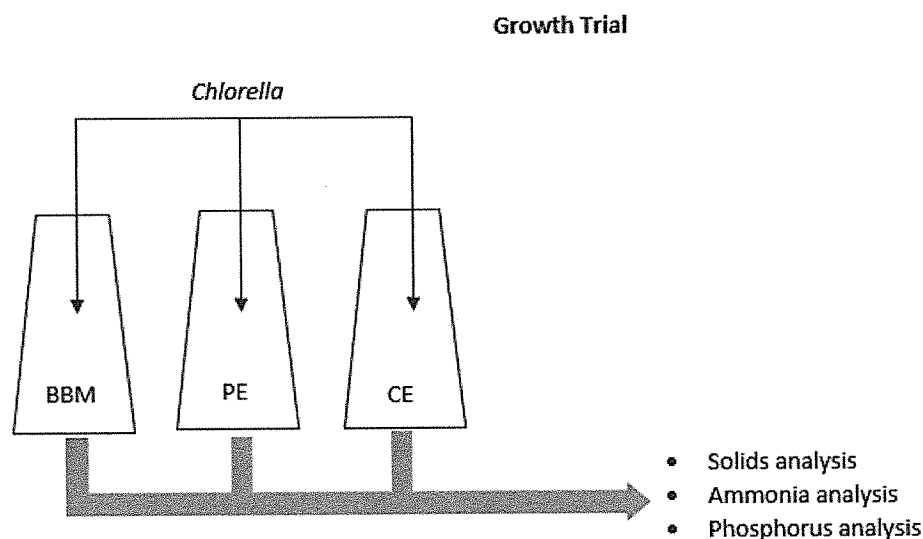 Growth Trial
Chlorella
BBM
PE
CE
• Solids analysis
• Ammonia analysis
• Phosphorus analysis